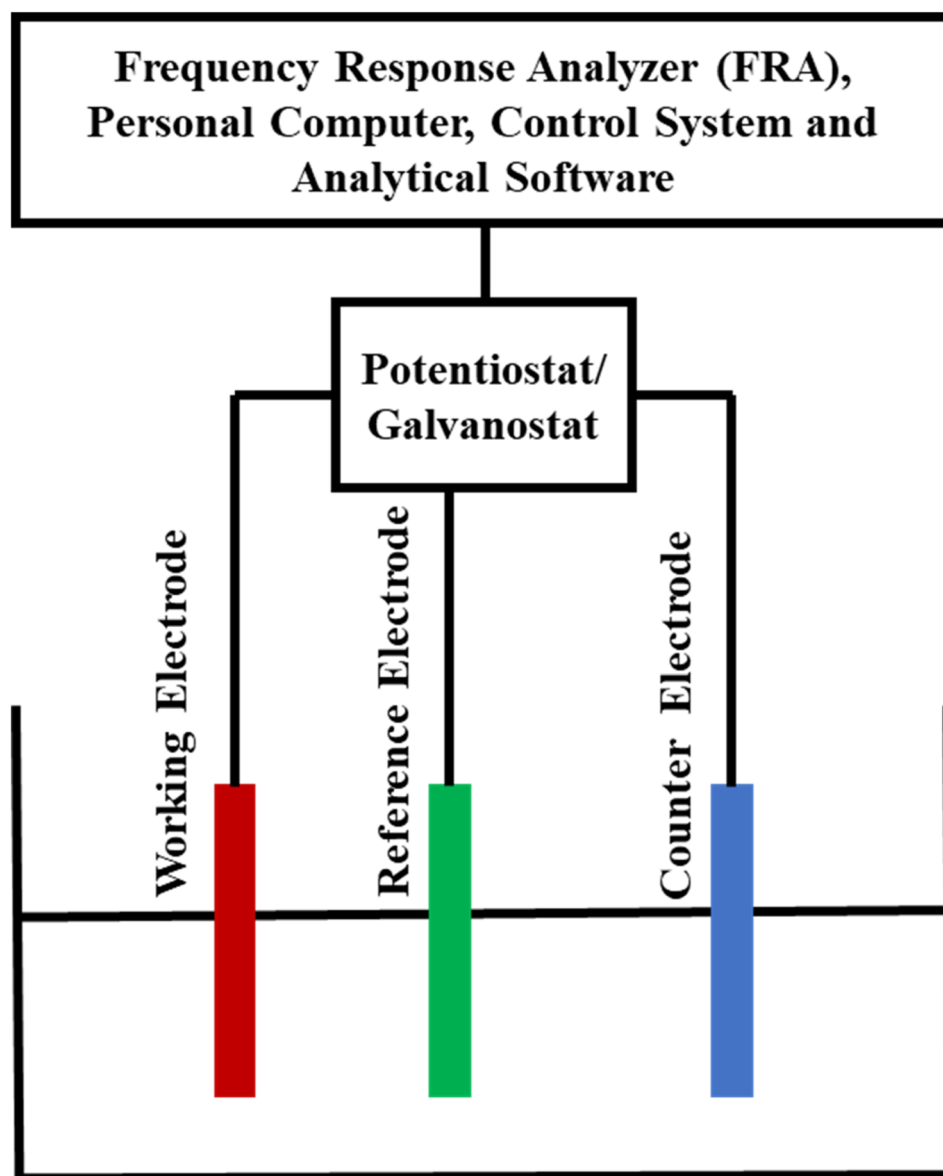 Frequency Response Analyzer (FRA),
Personal Computer, Control System and
Analytical Software
Potentiostat/
Galvanostat
Working Electrode
Reference Electrode
Counter Electrode